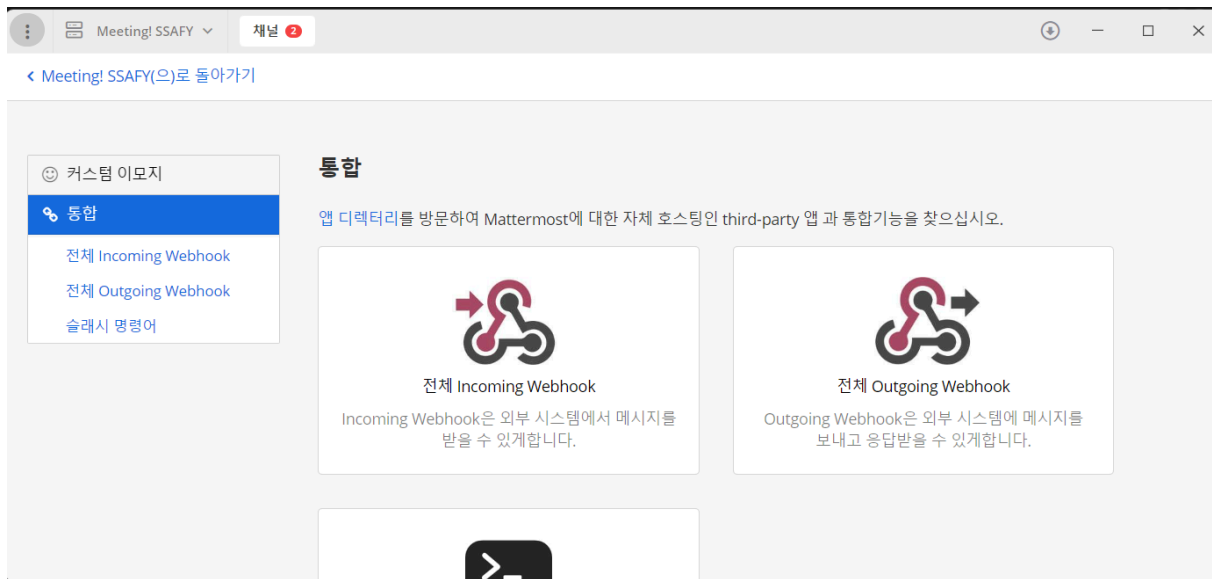 Meeting! SSAFY
채널 2
Meeting! SSAFY(으)로 돌아가기
커스텀 이모지
통합
전체 Incoming Webhook
전체 Outgoing Webhook
슬래시 명령어
통합
앱 디렉터리를 방문하여 Mattermost에 대한 자체 호스팅인 third-party 앱 과 통합기능을 찾으십시오.
전체 Incoming Webhook
Incoming Webhook은 외부 시스템에서 메시지를
받을 수 있게합니다.
전체 Outgoing Webhook
Outgoing Webhook은 외부 시스템에 메시지를
보내고 응답받을 수 있게합니다.